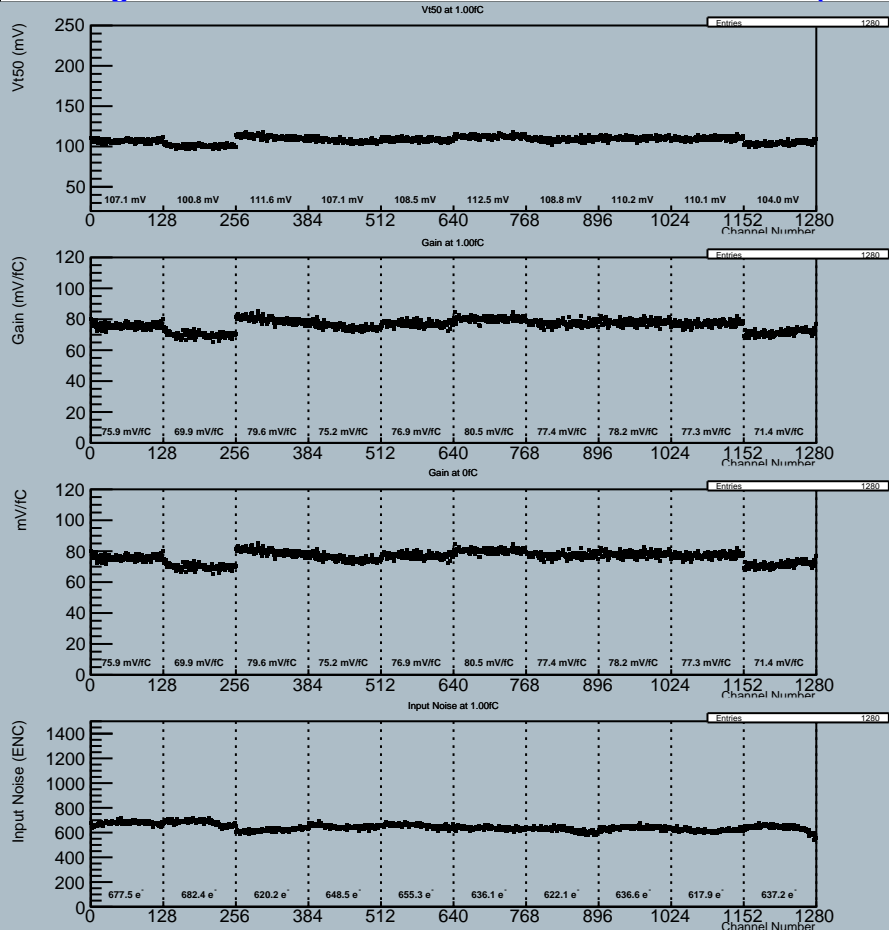 Vt50 at 1.00fC
Entries 1280
Vt50 (mV)
250
200
150
100
50
107.1 mV 100.8 mV 111.6 mV 107.1 mV 108.5 mV 112.5 mV 108.8 mV 110.2 mV 110.1 mV 104.0 mV
0 128 256 384 512 640 768 896 1024 1152 1280
Channel Number
Gain at 1.00fC
Entries 1280
Gain (mV/fC)
120
100
80
60
40
20
0
75.9 mV/fC 69.9 mV/fC 79.6 mV/fC 75.2 mV/fC 76.9 mV/fC 80.5 mV/fC 77.4 mV/fC 78.2 mV/fC 77.3 mV/fC 71.4 mV/fC
0 128 256 384 512 640 768 896 1024 1152 1280
Channel Number
Gain at 0fC
Entries 1280
mV/fC
120
100
80
60
40
20
0
75.9 mV/fC 69.9 mV/fC 79.6 mV/fC 75.2 mV/fC 76.9 mV/fC 80.5 mV/fC 77.4 mV/fC 78.2 mV/fC 77.3 mV/fC 71.4 mV/fC
0 128 256 384 512 640 768 896 1024 1152 1280
Channel Number
Input Noise at 1.00fC
Entries 1280
Input Noise (ENC)
1400
1200
1000
800
600
400
200
0
677.5 e⁻ 682.4 e⁻ 620.2 e⁻ 648.5 e⁻ 655.3 e⁻ 636.1 e⁻ 622.1 e⁻ 636.6 e⁻ 617.9 e⁻ 637.2 e⁻
0 128 256 384 512 640 768 896 1024 1152 1280
Channel Number